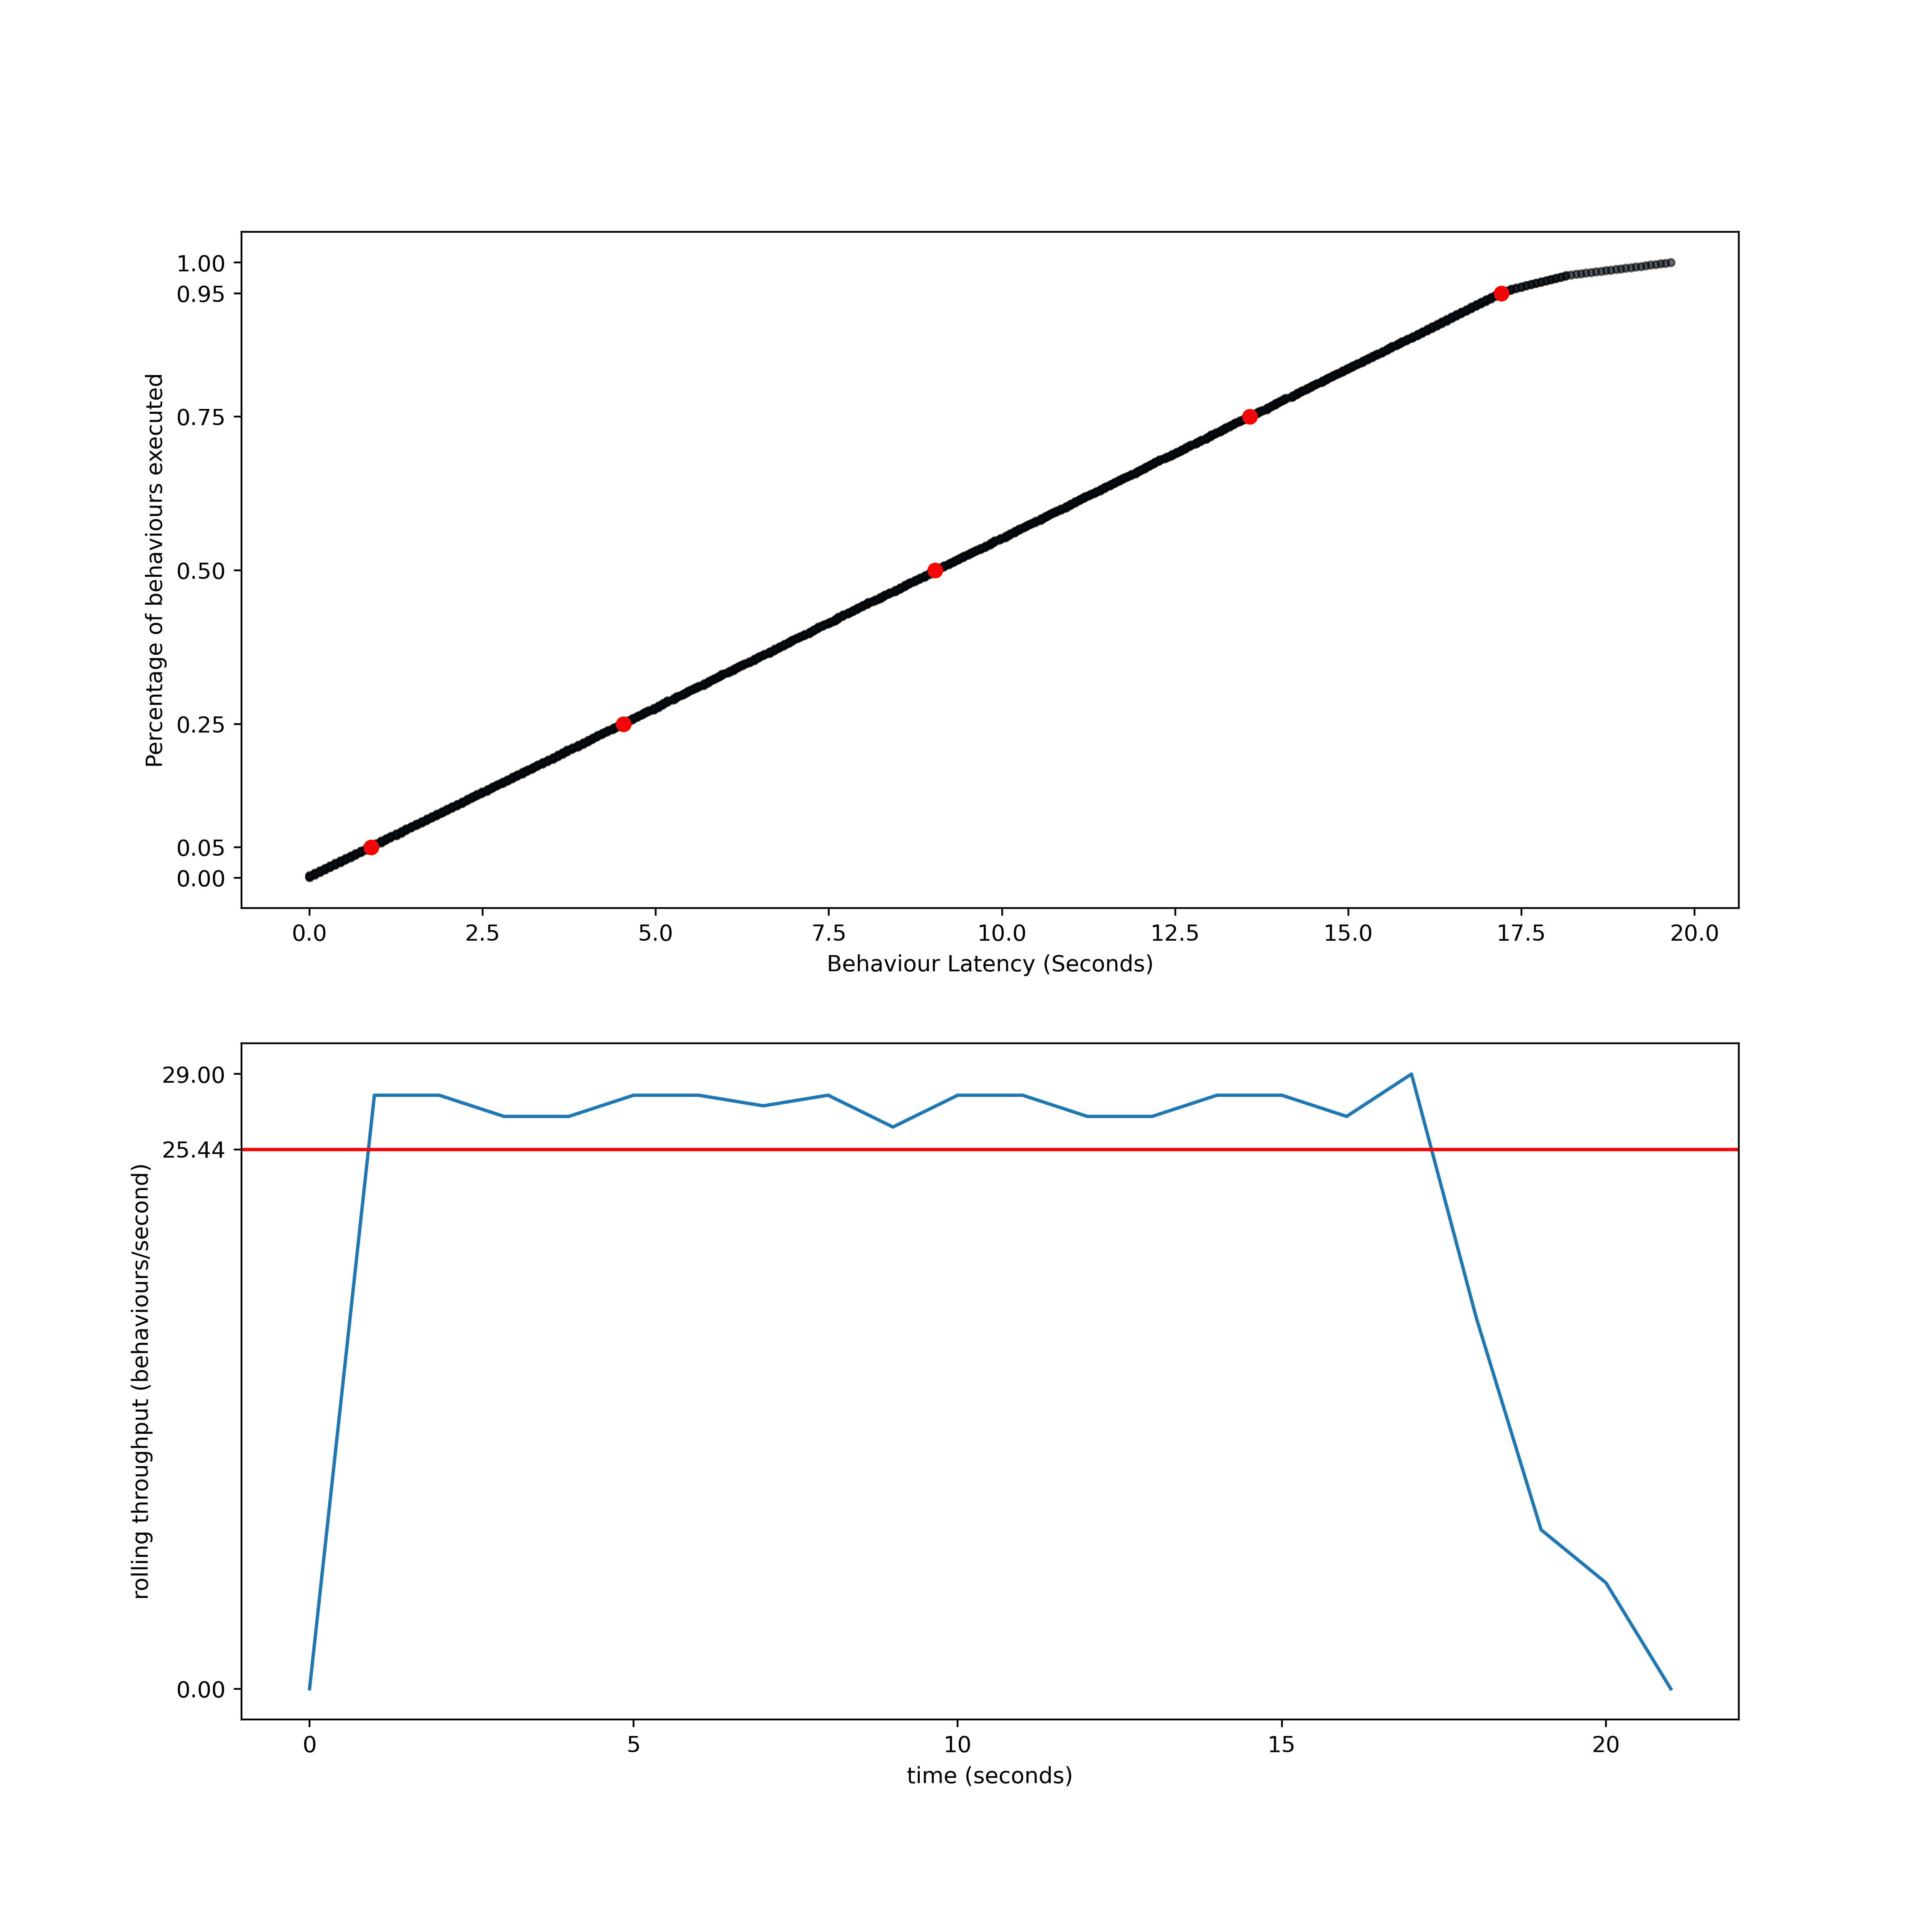 1.00
0.95
0.75
0.50
0.25
0.05
0.00
Percentage of behaviours executed
0.0 2.5 5.0 7.5 10.0 12.5 15.0 17.5 20.0
Behaviour Latency (Seconds)
29.00
25.44
0.00
rolling throughput (behaviours/second)
0 5 10 15 20
time (seconds)